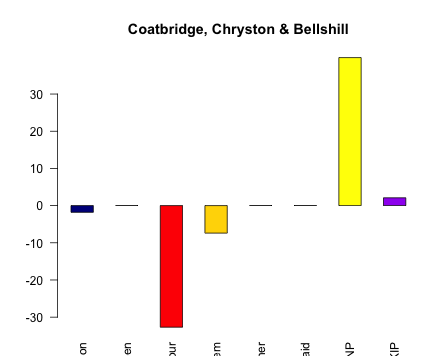 Coatbridge, Chryston & Bellshill
30
20
10
0
-10
-20
-30
on
en
our
em
her
aid
NP
KIP